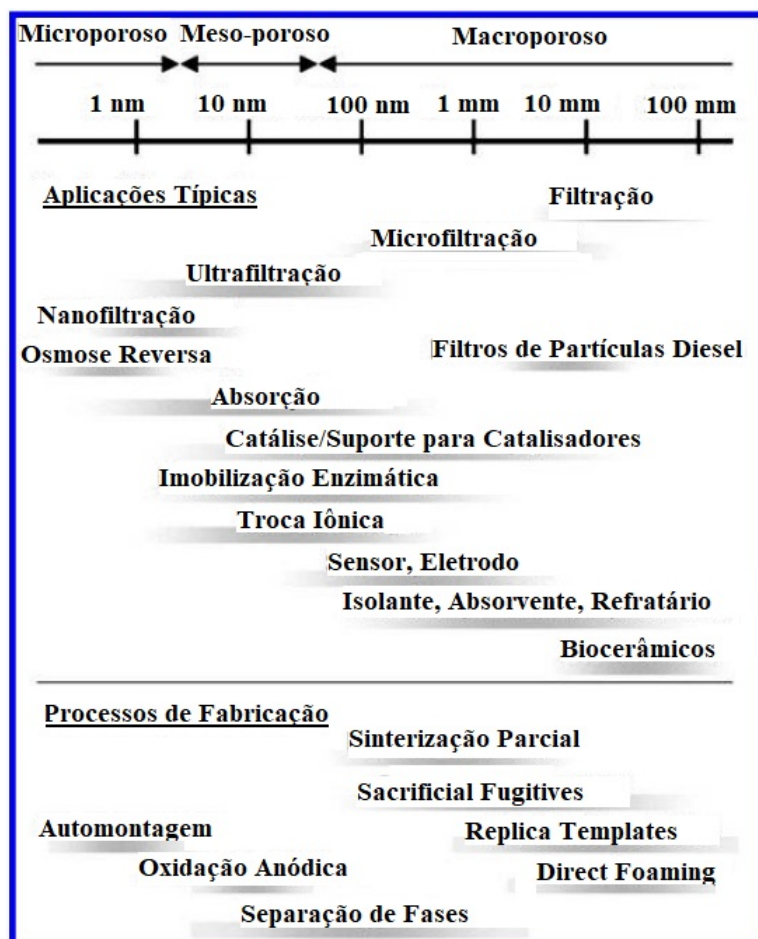 Microporoso Meso-poroso Macroporoso
1 nm 10 nm 100 nm 1 mm 10 mm 100 mm
Aplicações Típicas
Filtração
Microfiltração
Ultrafiltração
Nanofiltração
Osmose Reversa
Filtros de Partículas Diesel
Absorção
Catálise/Suporte para Catalisadores
Imobilização Enzimática
Troca Iônica
Sensor, Eletrodo
Isolante, Absorvente, Refratário
Biocerâmicos
Processos de Fabricação
Sinterização Parcial
Sacrificial Fugitives
Automontagem
Replica Templates
Oxidação Anódica
Direct Foaming
Separação de Fases